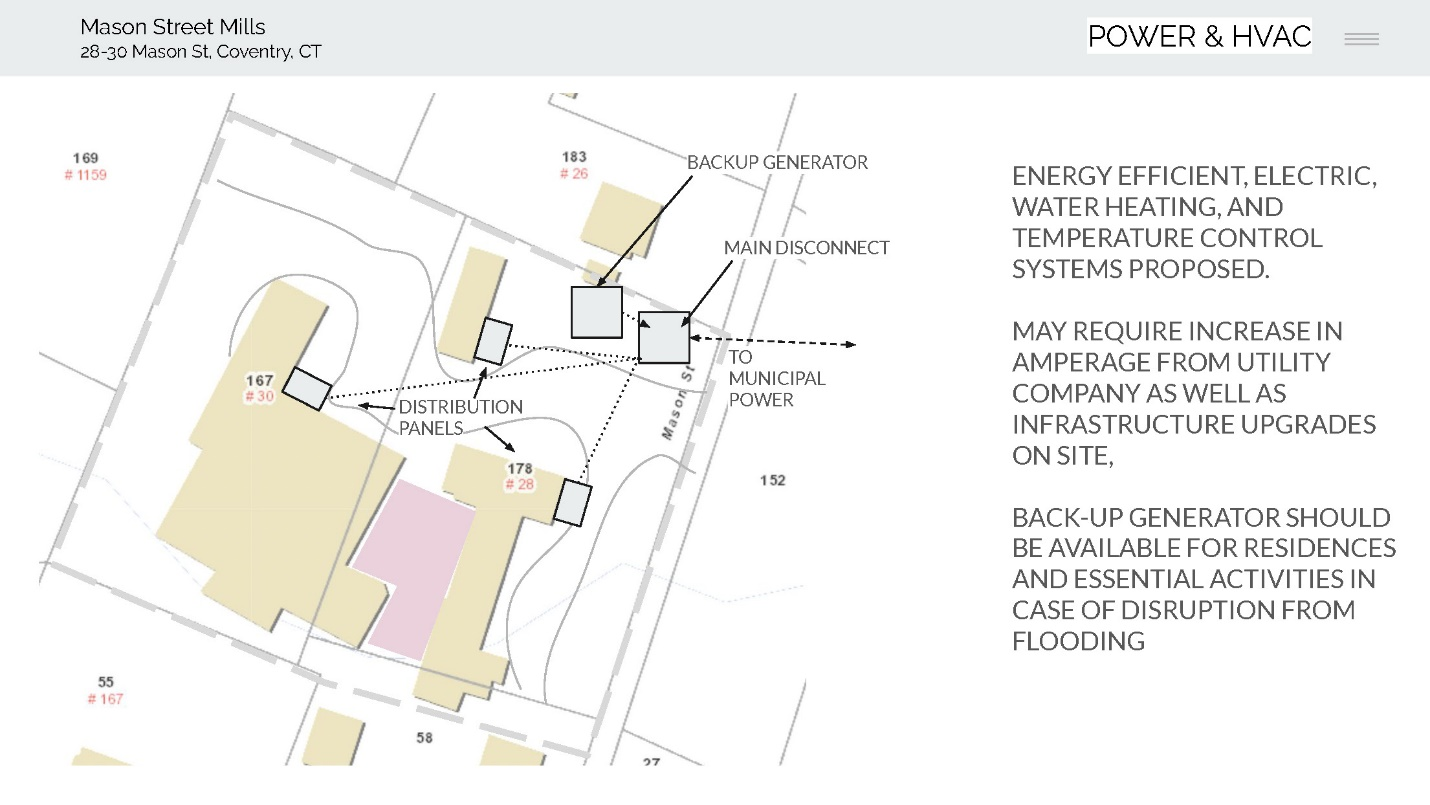 Mason Street Mills
28-30 Mason St, Coventry, CT
POWER & HVAC
169
# 1159
183
# 26
BACKUP GENERATOR
MAIN DISCONNECT
TO
MUNICIPAL
POWER
Mason St
167
# 30
DISTRIBUTION
PANELS
178
# 28
152
55
# 167
58
27
ENERGY EFFICIENT, ELECTRIC,
WATER HEATING, AND
TEMPERATURE CONTROL
SYSTEMS PROPOSED.
MAY REQUIRE INCREASE IN
AMPERAGE FROM UTILITY
COMPANY AS WELL AS
INFRASTRUCTURE UPGRADES
ON SITE,
BACK-UP GENERATOR SHOULD
BE AVAILABLE FOR RESIDENCES
AND ESSENTIAL ACTIVITIES IN
CASE OF DISRUPTION FROM
FLOODING